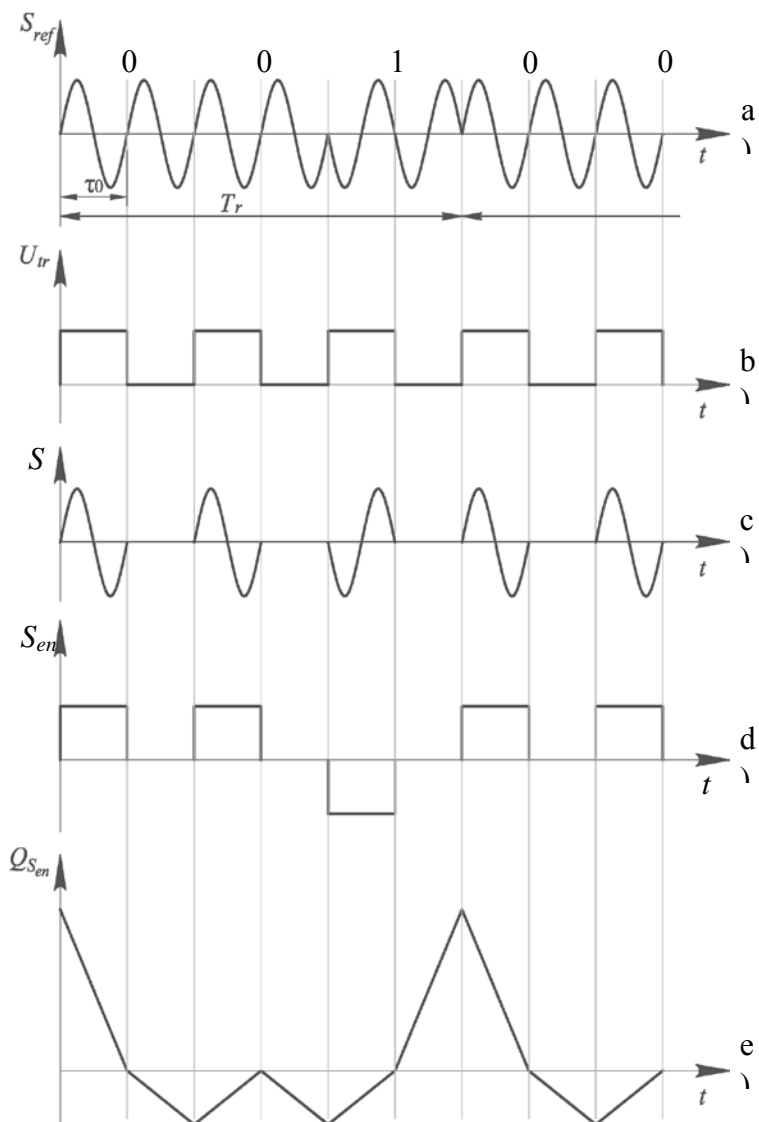 S_ref
0 0 1 0 0
a)
t
τ0
T_r
U_tr
b)
t
S
c)
t
S_en
d)
t
Q_S_en
e)
t